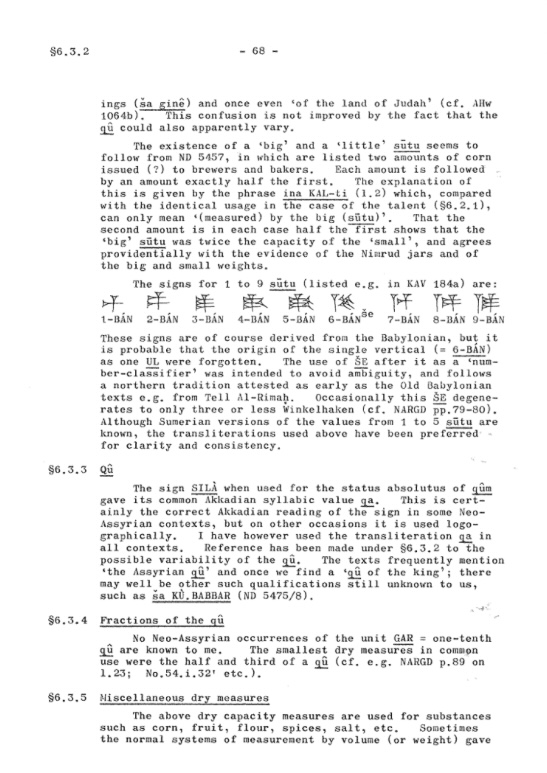 §6.3.2 - 68 -
ings (ša ginê) and once even ‘of the land of Judah’ (cf. AHw
1064b). This confusion is not improved by the fact that the
qû could also apparently vary.
The existence of a ‘big’ and a ‘little’ sūtu seems to
follow from ND 5457, in which are listed two amounts of corn
issued (?) to brewers and bakers. Each amount is followed
by an amount exactly half the first. The explanation of
this is given by the phrase ina KAL-ti (1.2) which, compared
with the identical usage in the case of the talent (§6.2.1),
can only mean ‘(measured) by the big (sūtu)’. That the
second amount is in each case half the first shows that the
‘big’ sūtu was twice the capacity of the ‘small’, and agrees
providentially with the evidence of the Nimrud jars and of
the big and small weights.
The signs for 1 to 9 sūtu (listed e.g. in KAV 184a) are:
1-BÁN 2-BÁN 3-BÁN 4-BÁN 5-BÁN 6-BÁNše 7-BÁN 8-BÁN 9-BÁN
These signs are of course derived from the Babylonian, but it
is probable that the origin of the single vertical (= 6-BÁN)
as one UL were forgotten. The use of ŠE after it as a ‘num-
ber-classifier’ was intended to avoid ambiguity, and follows
a northern tradition attested as early as the Old Babylonian
texts e.g. from Tell Al-Rimaḥ. Occasionally this ŠE degene-
rates to only three or less Winkelhaken (cf. NARGD pp.79-80).
Although Sumerian versions of the values from 1 to 5 sūtu are
known, the transliterations used above have been preferred
for clarity and consistency.
§6.3.3 Qû
The sign SILÀ when used for the status absolutus of qûm
gave its common Akkadian syllabic value qa. This is cert-
ainly the correct Akkadian reading of the sign in some Neo-
Assyrian contexts, but on other occasions it is used logo-
graphically. I have however used the transliteration qa in
all contexts. Reference has been made under §6.3.2 to the
possible variability of the qû. The texts frequently mention
‘the Assyrian qû’ and once we find a ‘qû of the king’; there
may well be other such qualifications still unknown to us,
such as ša KÙ.BABBAR (ND 5475/8).
§6.3.4 Fractions of the qû
No Neo-Assyrian occurrences of the unit GAR = one-tenth
qû are known to me. The smallest dry measures in common
use were the half and third of a qû (cf. e.g. NARGD p.89 on
1.23; No.54.i.32' etc.).
§6.3.5 Miscellaneous dry measures
The above dry capacity measures are used for substances
such as corn, fruit, flour, spices, salt, etc. Sometimes
the normal systems of measurement by volume (or weight) gave